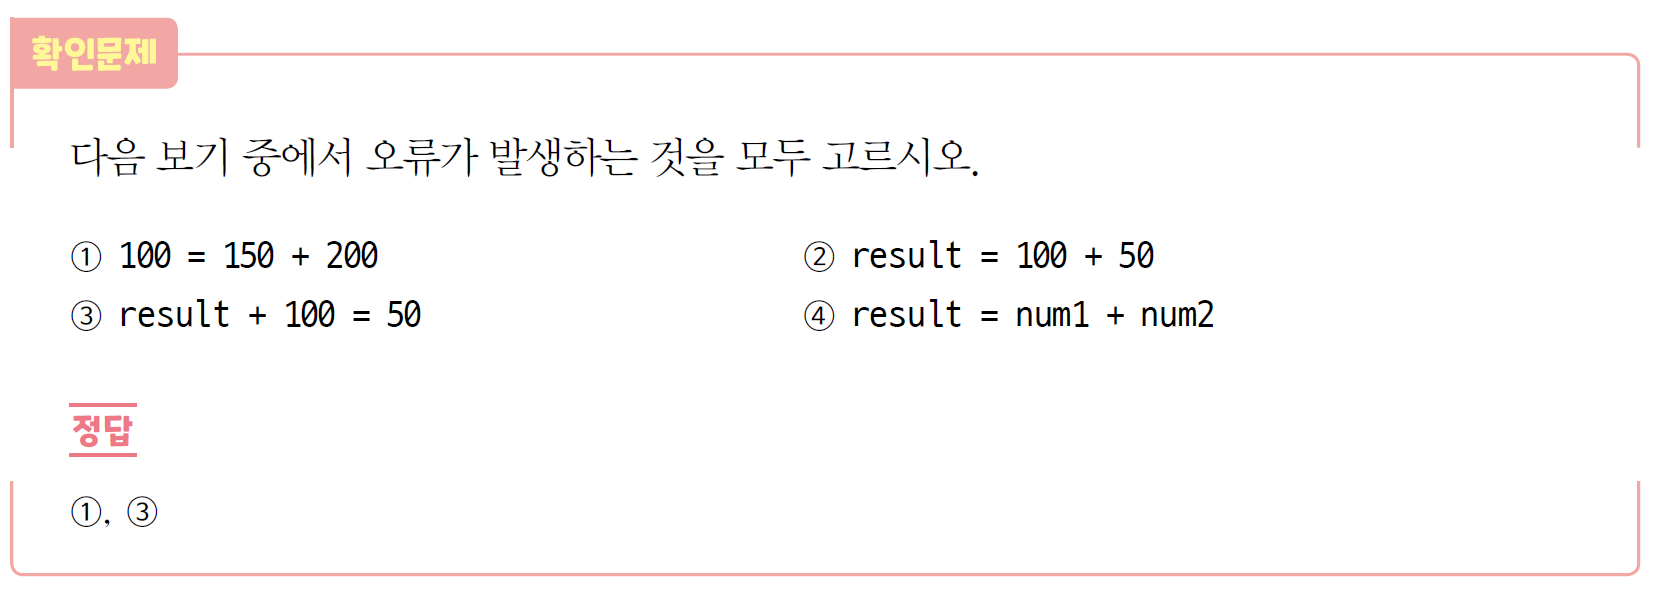 확인문제
다음 보기 중에서 오류가 발생하는 것을 모두 고르시오.
① 100 = 150 + 200
② result = 100 + 50
③ result + 100 = 50
④ result = num1 + num2
정답
①, ③